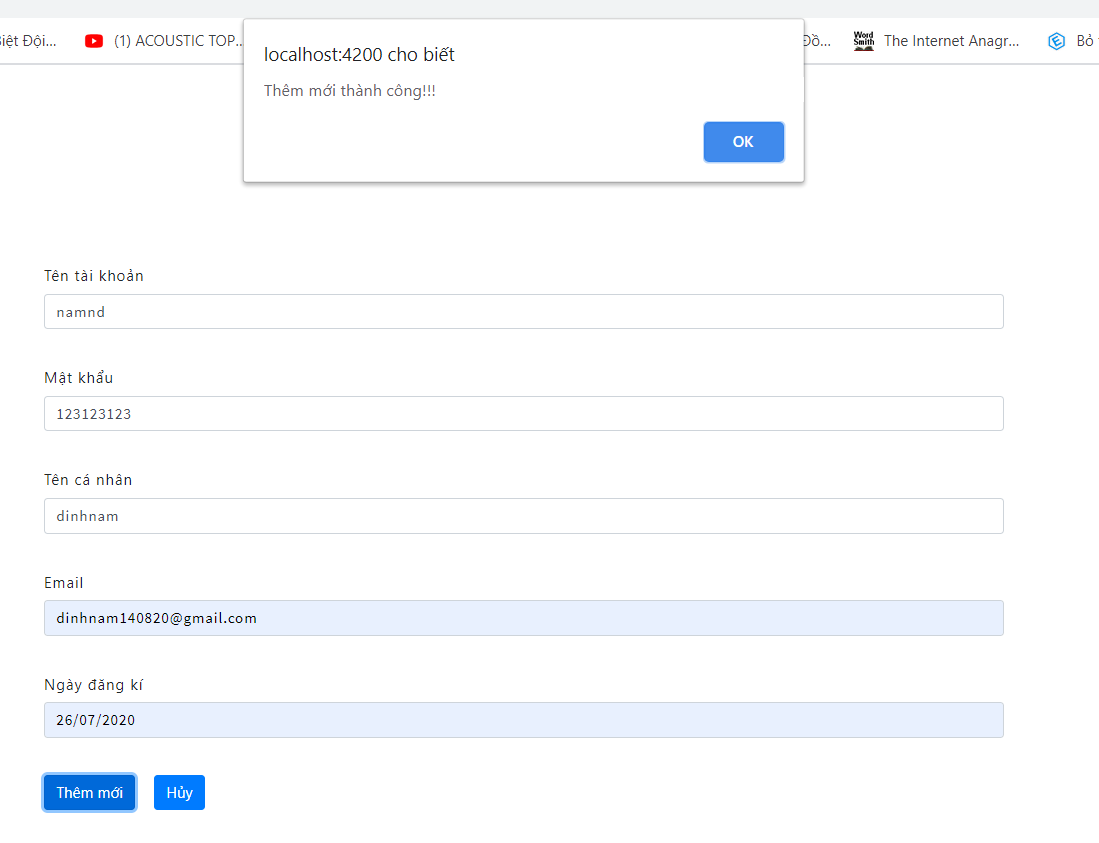 iệt Đội... (1) ACOUSTIC TOP... Đồ... Word Smith The Internet Anagr... Bỏ
localhost:4200 cho biết
Thêm mới thành công!!!
OK
Tên tài khoản
namnd
Mật khẩu
123123123
Tên cá nhân
dinhnam
Email
dinhnam140820@gmail.com
Ngày đăng kí
26/07/2020
Thêm mới Hủy